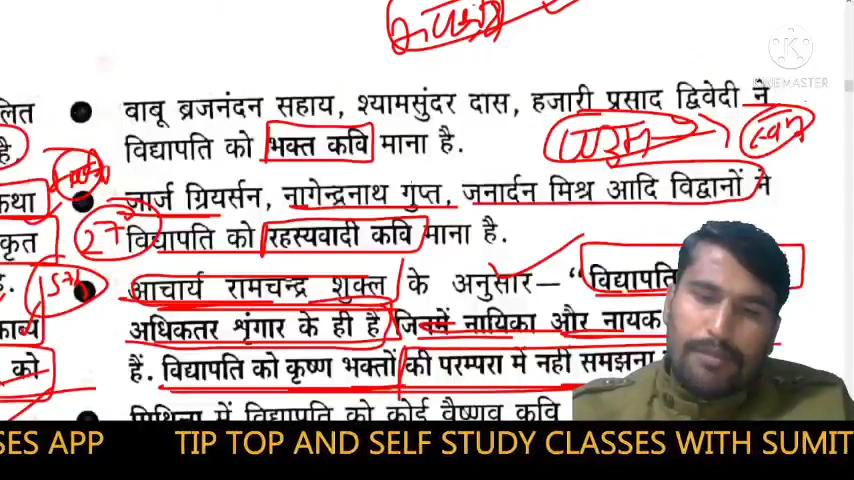 KINEMASTER
लित
बाबू ब्रजनंदन सहाय, श्यामसुंदर दास, हजारी प्रसाद द्विवेदी ने
है.
विद्यापति को भक्त कवि माना है.
कथा
जार्ज ग्रियर्सन, नागेन्द्रनाथ गुप्त, जनार्दन मिश्र आदि विद्वानों ने
कृत
विद्यापति को रहस्यवादी कवि माना है.
आचार्य रामचन्द्र शुक्ल के अनुसार– "विद्यापति
काव्य
अधिकतर श्रृंगार के ही है जिनमें नायिका और नायक
को
हैं. विद्यापति को कृष्ण भक्तों की परम्परा में नही समझना
मिथिला में विद्यापति को कोई वैष्णव कवि
SES APP TIP TOP AND SELF STUDY CLASSES WITH SUMIT